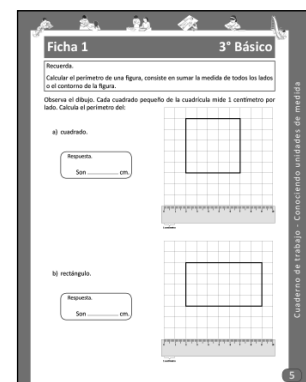 Ficha 1 3° Básico
Recuerda.
Calcular el perímetro de una figura, consiste en sumar la medida de todos los lados
o el contorno de la figura.
Observa el dibujo. Cada cuadrado pequeño de la cuadrícula mide 1 centímetro por
lado. Calcula el perímetro del:
a) cuadrado.
Respuesta.
Son ............... cm.
b) rectángulo.
Respuesta.
Son ............... cm.
Cuaderno de trabajo - Conociendo unidades de medida
5